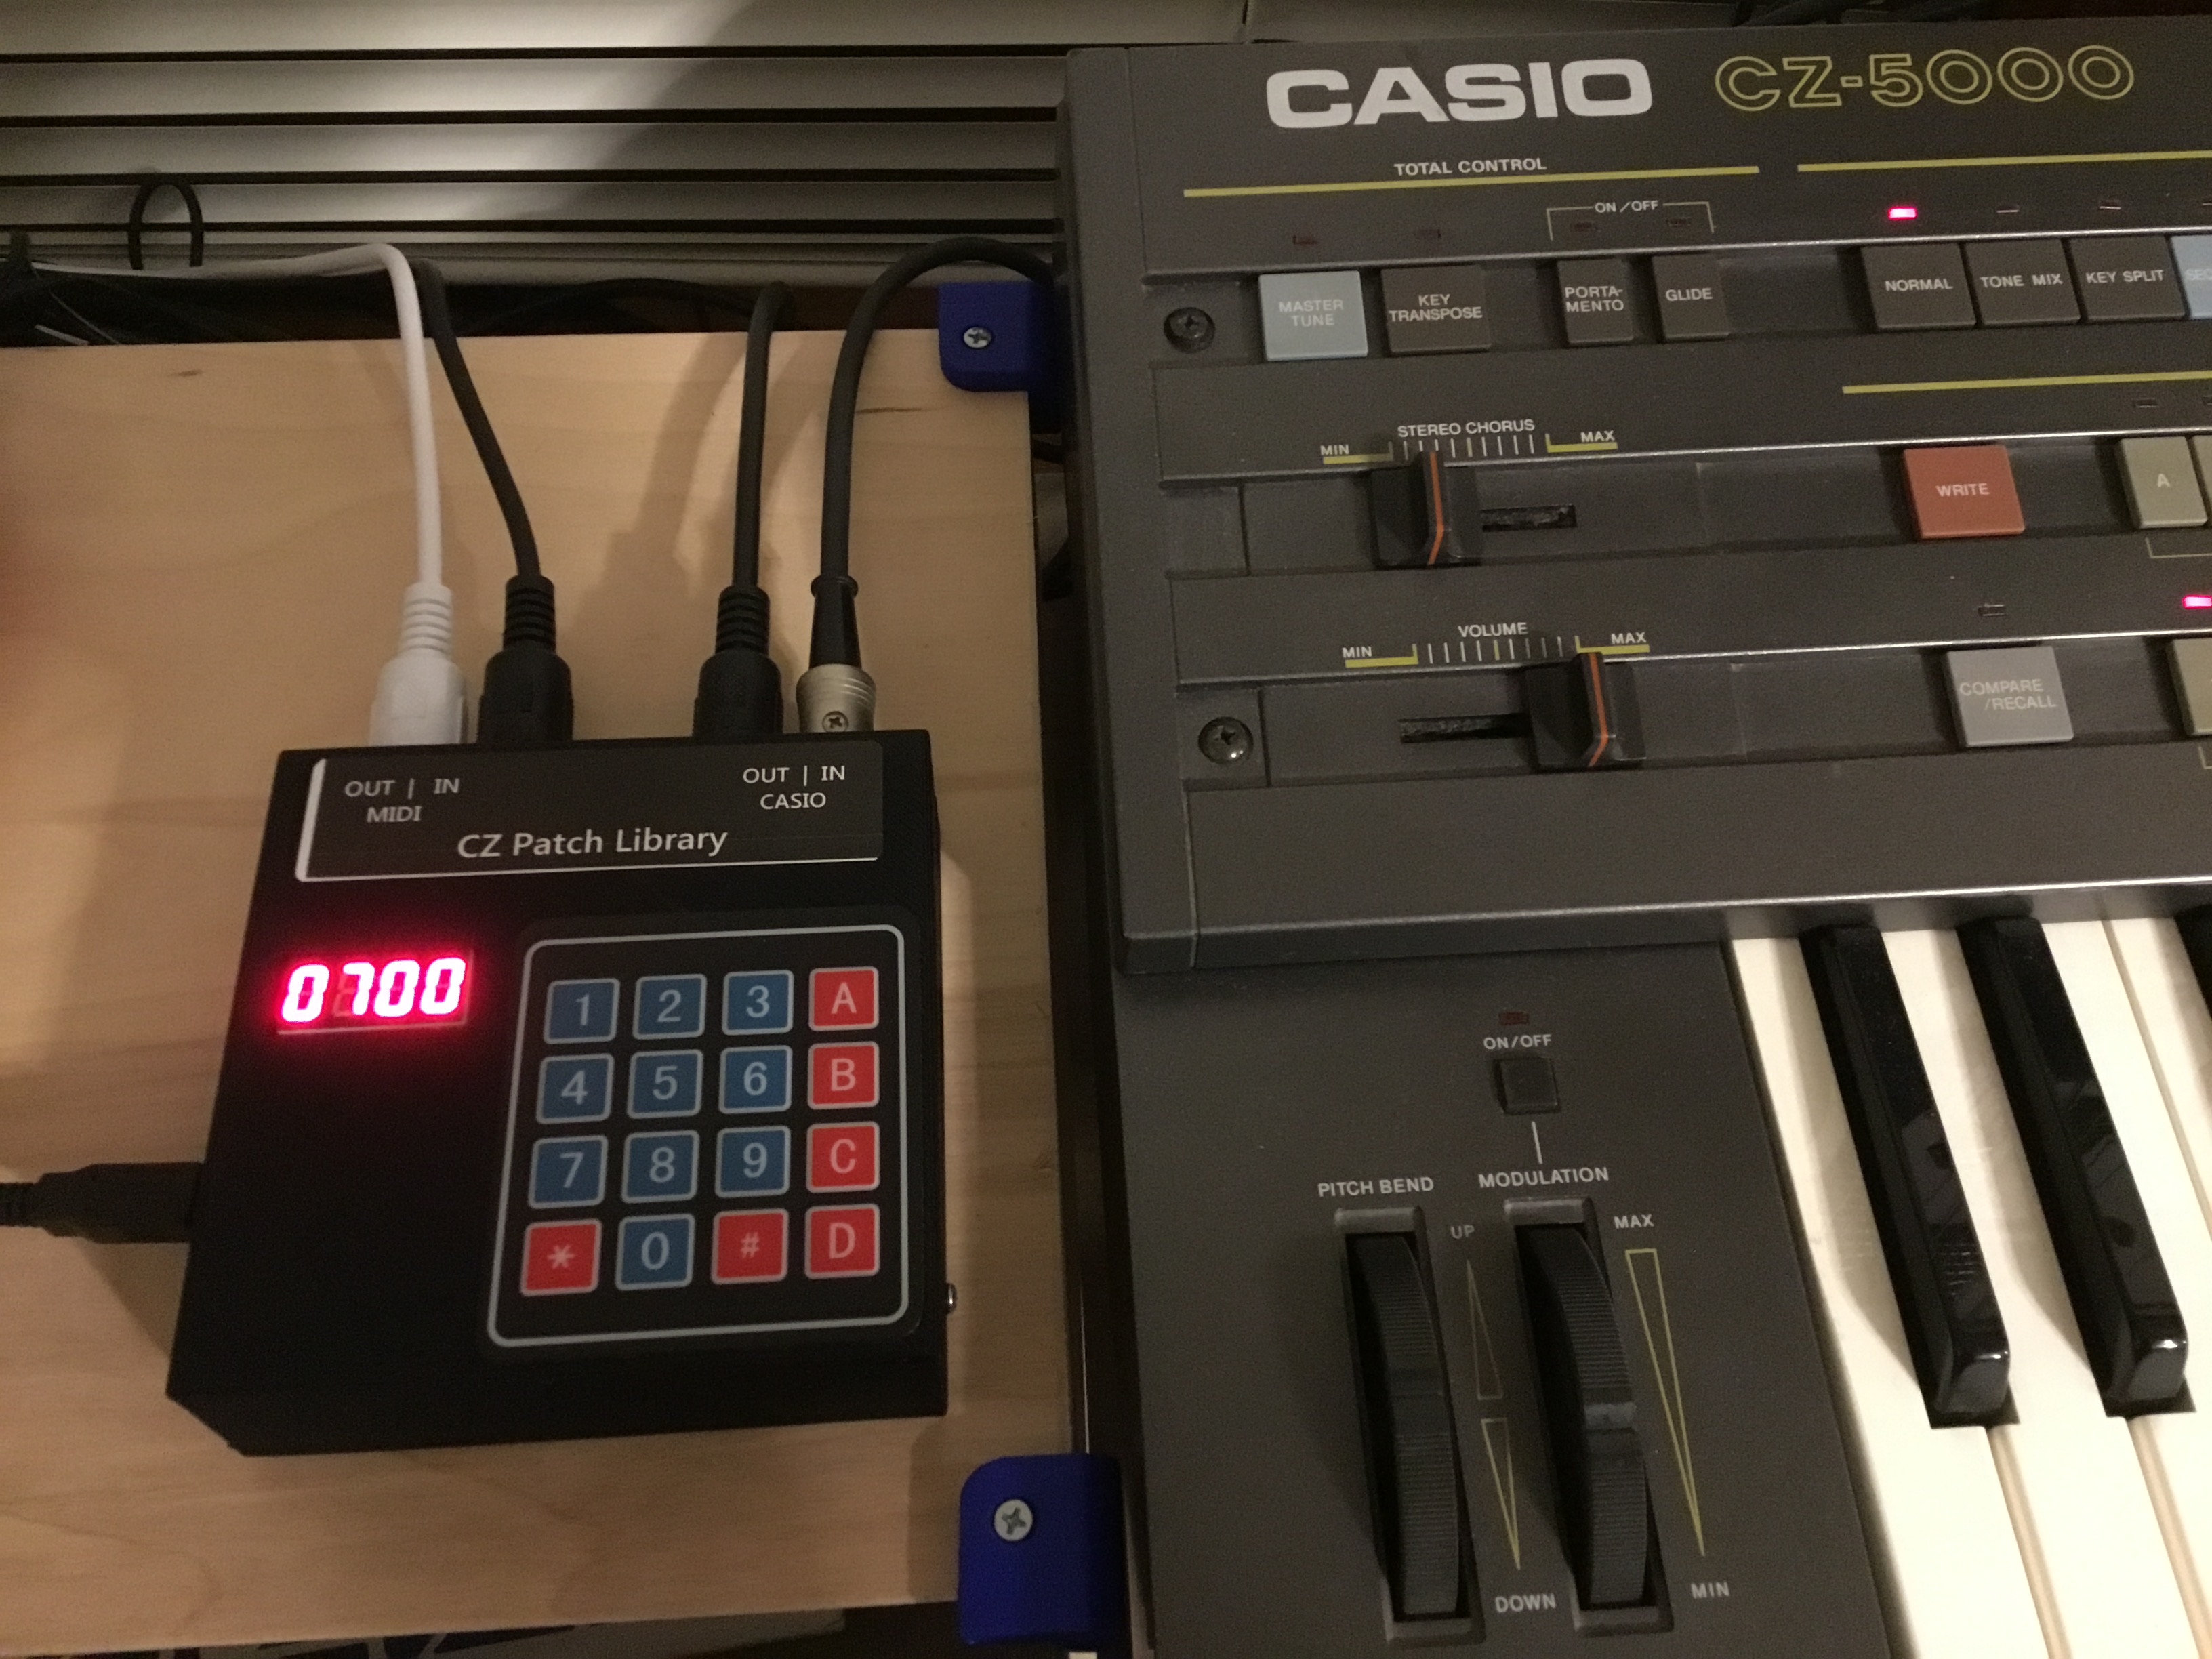 CASIO CZ-5000
TOTAL CONTROL
ON/OFF
MASTER TUNE
KEY TRANSPOSE
PORTA-MENTO
GLIDE
NORMAL
TONE MIX
KEY SPLIT
STEREO CHORUS
MIN MAX
WRITE
A
VOLUME
MIN MAX
COMPARE /RECALL
OUT | IN
MIDI
OUT | IN
CASIO
CZ Patch Library
0700
1 2 3 A
4 5 6 B
7 8 9 C
* 0 # D
ON/OFF
PITCH BEND
MODULATION
UP
MAX
DOWN
MIN